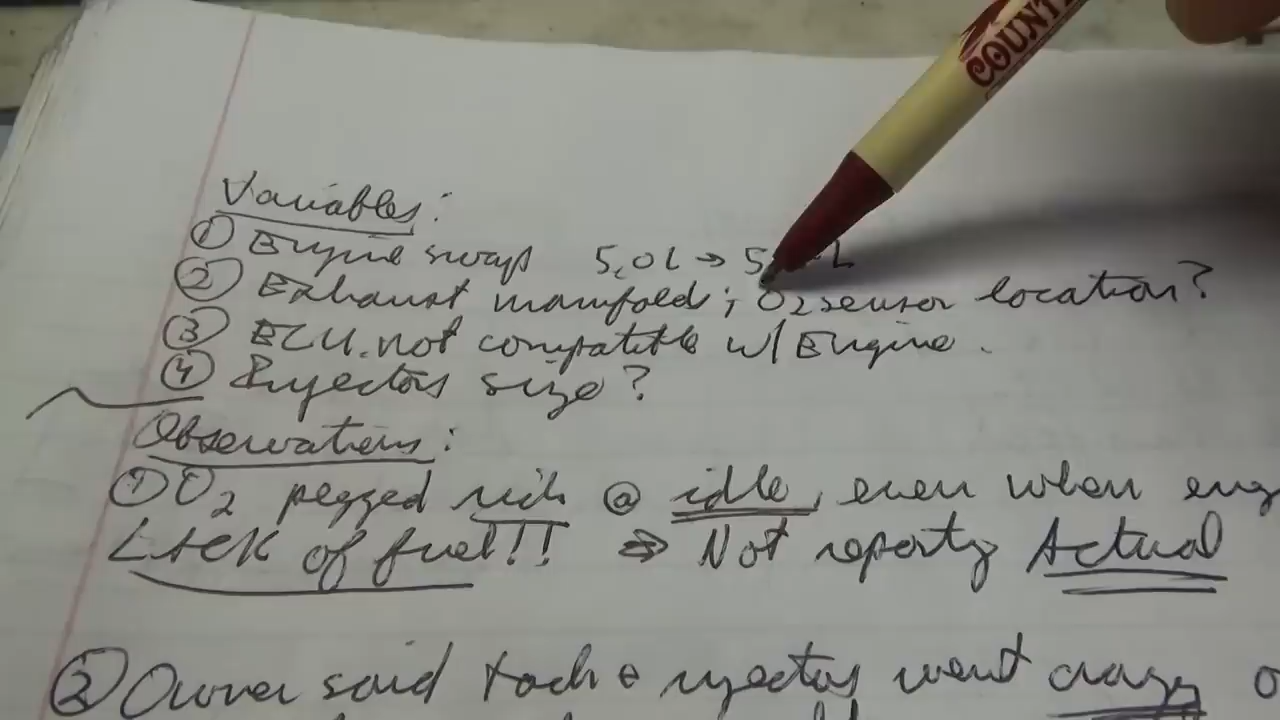 COUNT
Variables:
① Engine swap 5.0L → 5 L
② Exhaust manifold; O2 sensor location?
③ ECU not compatible w/ Engine.
④ Injectors size?
Observations:
① O2 pegged rich @ idle, even when eng
LACK of fuel!! ⇒ Not reporting Actual
② Owner said tach + injectors went crazy